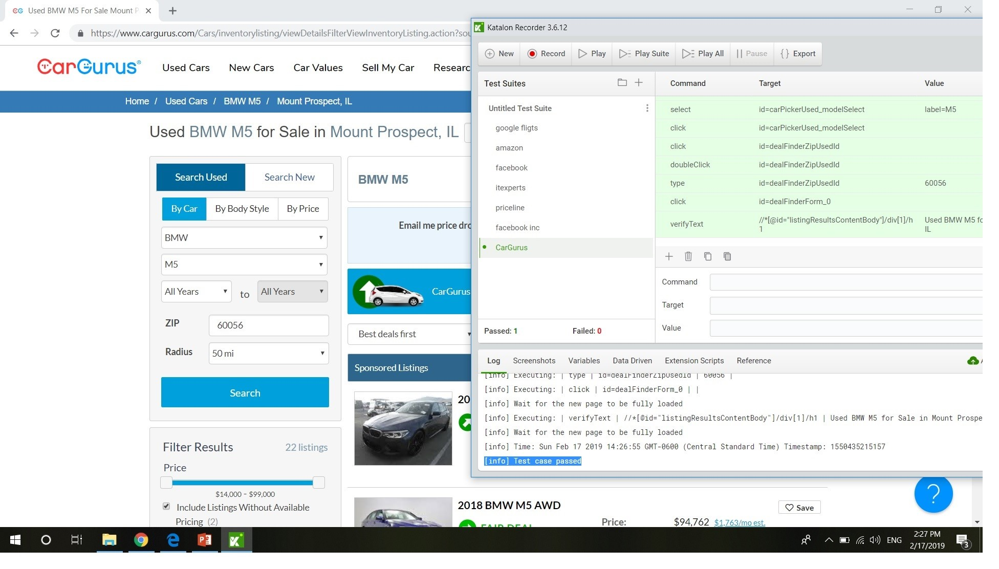 Used BMW M5 For Sale Mount P
https://www.cargurus.com/Cars/inventorylisting/viewDetailsFilterViewInventoryListing.action?sou
CarGurus®
Used Cars New Cars Car Values Sell My Car Researc
Home / Used Cars / BMW M5 / Mount Prospect, IL
Used BMW M5 for Sale in Mount Prospect, IL
Search Used Search New
By Car By Body Style By Price
BMW
M5
All Years to All Years
ZIP 60056
Radius 50 mi
Search
Filter Results 22 listings
Price
$14,000 - $99,000
Include Listings Without Available
Pricing (2)
BMW M5
Email me price dro
CarGurus
Best deals first
Sponsored Listings
20
2018 BMW M5 AWD
Save
FAIR DEAL
Price: $94,762 $1,763/mo est.
Katalon Recorder 3.6.12
New Record Play Play Suite Play All Pause Export
Test Suites
Untitled Test Suite
google fligts
amazon
facebook
itexperts
priceline
facebook inc
CarGurus
Passed: 1 Failed: 0
Command Target Value
select id=carPickerUsed_modelSelect label=M5
click id=carPickerUsed_modelSelect
click id=dealFinderZipUsedId
doubleClick id=dealFinderZipUsedId
type id=dealFinderZipUsedId 60056
click id=dealFinderForm_0
verifyText //*[@id="listingResultsContentBody"]/div[1]/h1 Used BMW M5 fo
IL
Command
Target
Value
Log Screenshots Variables Data Driven Extension Scripts Reference
[info] Executing: | type | id=dealFinderZipUsedId | 60056 |
[info] Executing: | click | id=dealFinderForm_0 | |
[info] Wait for the new page to be fully loaded
[info] Executing: | verifyText | //*[@id="listingResultsContentBody"]/div[1]/h1 | Used BMW M5 for Sale in Mount Prospe
[info] Wait for the new page to be fully loaded
[info] Time: Sun Feb 17 2019 14:26:55 GMT-0600 (Central Standard Time) Timestamp: 1550435215157
[info] Test case passed
?
ENG
2:27 PM
2/17/2019
3